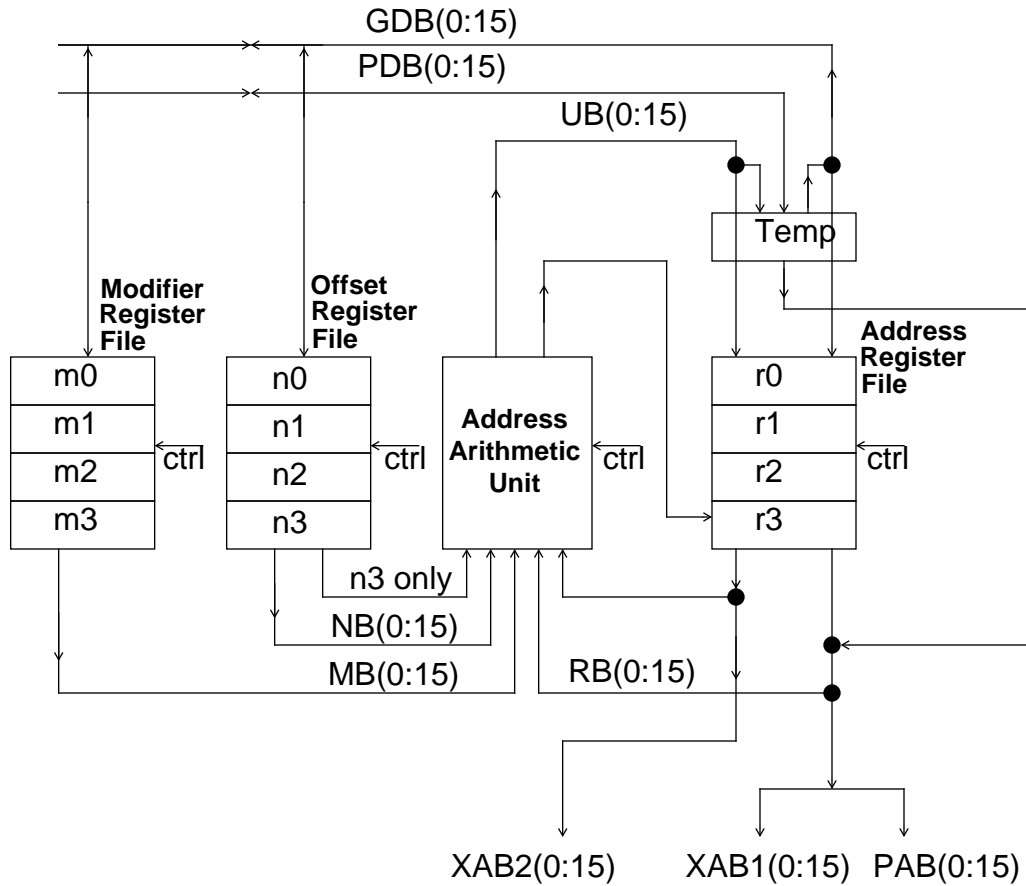 GDB(0:15)
PDB(0:15)
UB(0:15)
Temp
Modifier
Register
File
Offset
Register
File
Address
Register
File
m0
m1
m2
m3
ctrl
n0
n1
n2
n3
ctrl
Address
Arithmetic
Unit
ctrl
r0
r1
r2
r3
ctrl
n3 only
NB(0:15)
MB(0:15)
RB(0:15)
XAB2(0:15)
XAB1(0:15)
PAB(0:15)